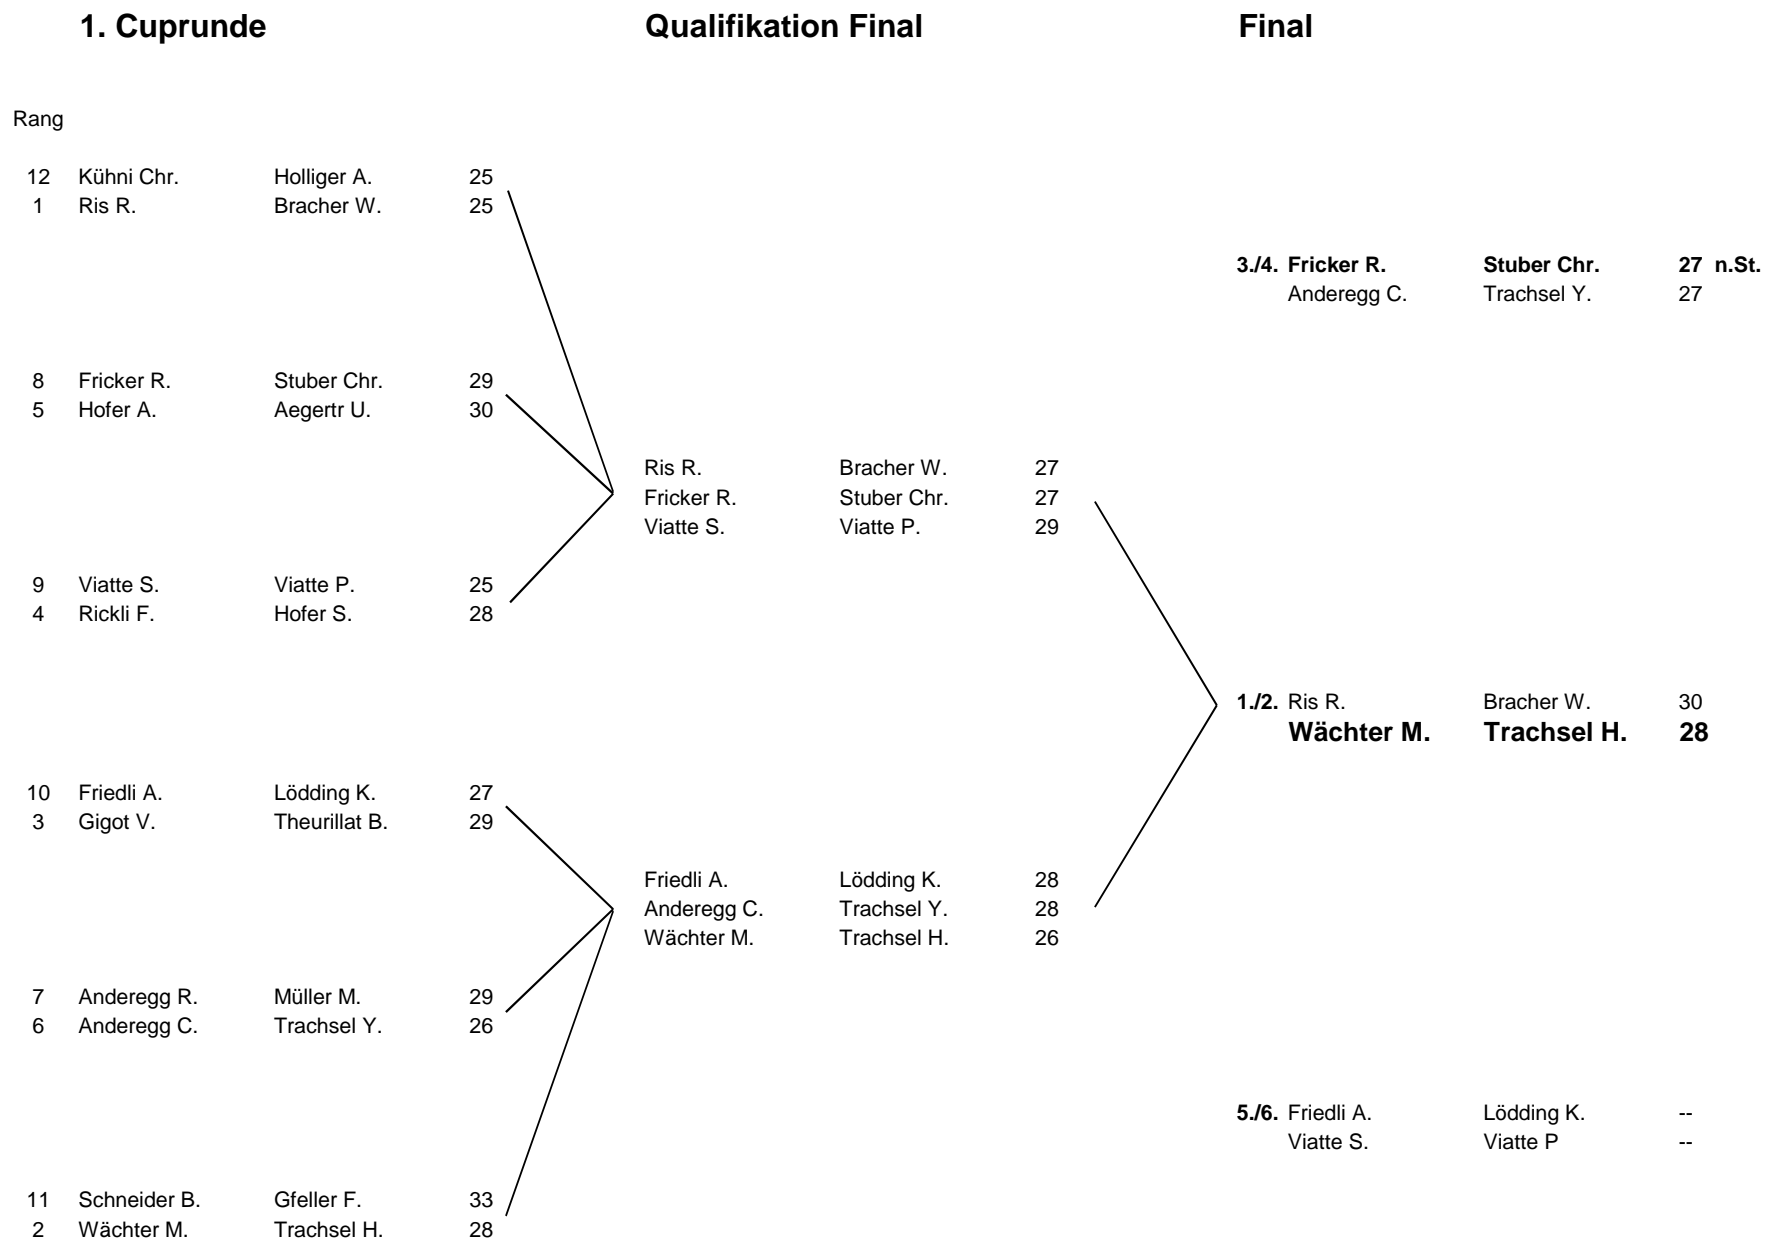 1. Cuprunde Qualifikation Final Final
Rang
12 Kühni Chr. Holliger A. 25
1 Ris R. Bracher W. 25
3./4. Fricker R. Stuber Chr. 27 n.St.
Anderegg C. Trachsel Y. 27
8 Fricker R. Stuber Chr. 29
5 Hofer A. Aegertr U. 30
Ris R. Bracher W. 27
Fricker R. Stuber Chr. 27
Viatte S. Viatte P. 29
9 Viatte S. Viatte P. 25
4 Rickli F. Hofer S. 28
1./2. Ris R. Bracher W. 30
Wächter M. Trachsel H. 28
10 Friedli A. Lödding K. 27
3 Gigot V. Theurillat B. 29
Friedli A. Lödding K. 28
Anderegg C. Trachsel Y. 28
Wächter M. Trachsel H. 26
7 Anderegg R. Müller M. 29
6 Anderegg C. Trachsel Y. 26
5./6. Friedli A. Lödding K. --
Viatte S. Viatte P --
11 Schneider B. Gfeller F. 33
2 Wächter M. Trachsel H. 28